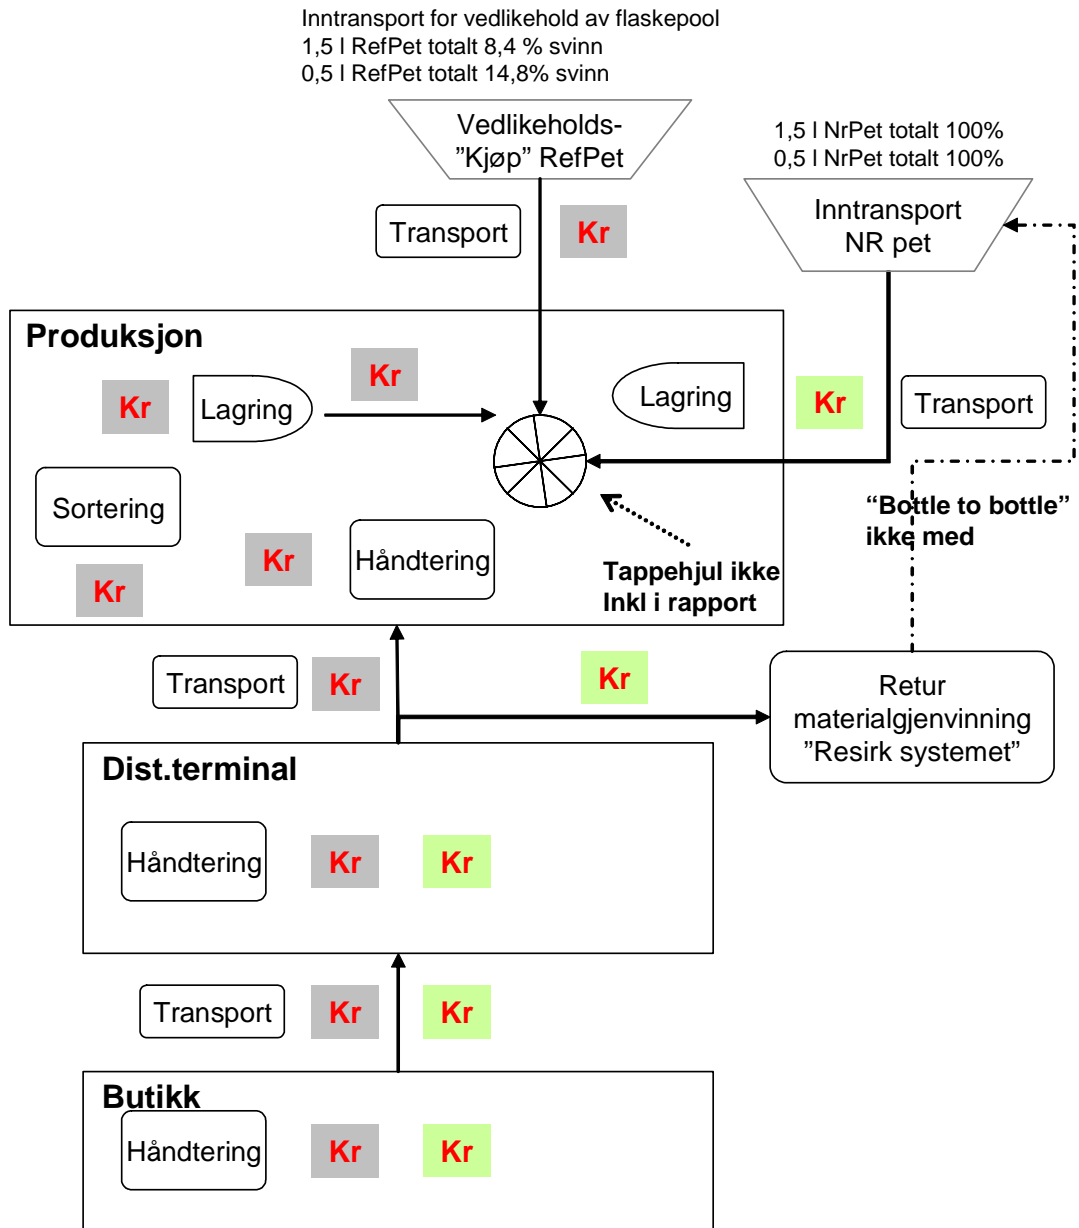 Inntransport for vedlikehold av flaskepool
1,5 l RefPet totalt 8,4 % svinn
0,5 l RefPet totalt 14,8% svinn
Vedlikeholds-
”Kjøp” RefPet
1,5 l NrPet totalt 100%
0,5 l NrPet totalt 100%
Inntransport
NR pet
Transport
Kr
Produksjon
Kr
Lagring
Kr
Lagring
Kr
Transport
Sortering
Kr
Kr
Håndtering
“Bottle to bottle”
ikke med
Tappehjul ikke
Inkl i rapport
Transport
Kr
Kr
Retur
materialgjenvinning
”Resirk systemet”
Dist.terminal
Håndtering
Kr
Kr
Transport
Kr
Kr
Butikk
Håndtering
Kr
Kr